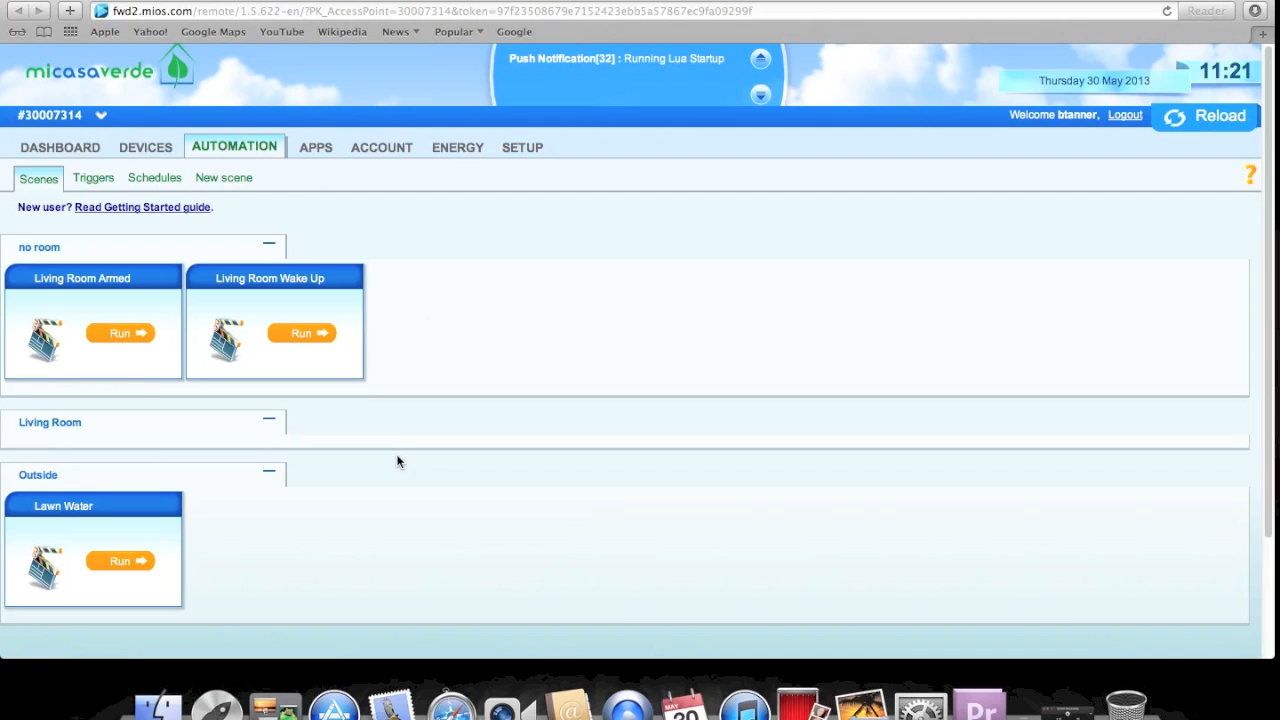 fwd2.mios.com/remote/1.5.622-en/?PK_AccessPoint=30007314&token=97f23508679e7152423ebb5a57867ec9fa09299f
Reader
Apple Yahoo! Google Maps YouTube Wikipedia News Popular Google
micasaverde
Push Notification[32] : Running Lua Startup
Thursday 30 May 2013
11:21
#30007314
Welcome btanner, Logout
Reload
DASHBOARD DEVICES AUTOMATION APPS ACCOUNT ENERGY SETUP
Scenes Triggers Schedules New scene
?
New user? Read Getting Started guide.
no room
Living Room Armed Living Room Wake Up
Run Run
Living Room
Outside
Lawn Water
Run
MAY
30
Pr